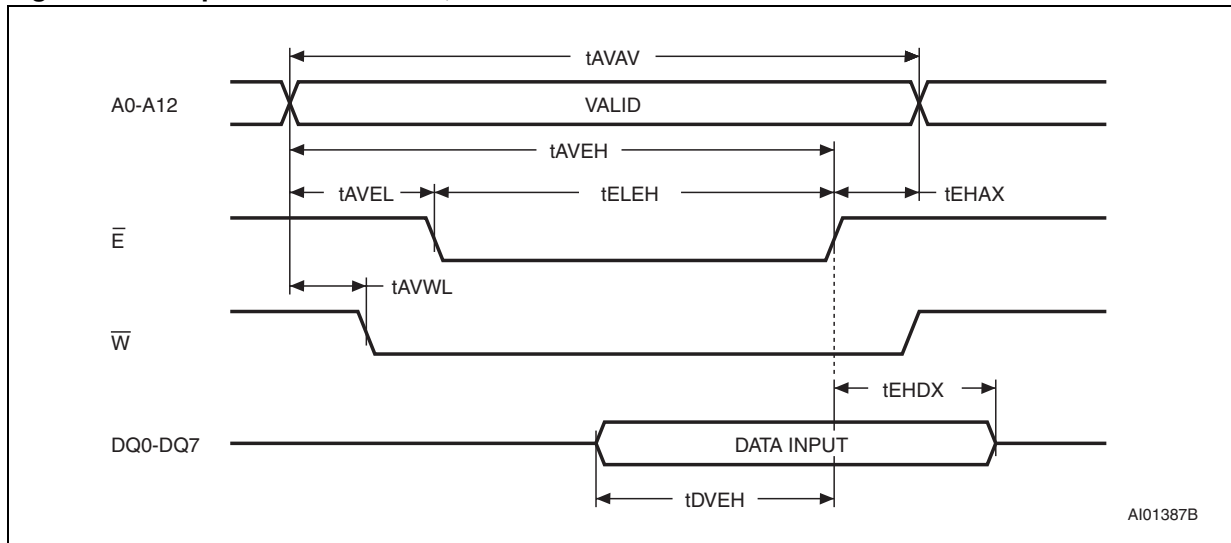 tAVAV
A0-A12
VALID
tAVEH
tAVEL
tELEH
tEHAX
E̅
tAVWL
W̅
tEHDX
DQ0-DQ7
DATA INPUT
tDVEH
AI01387B